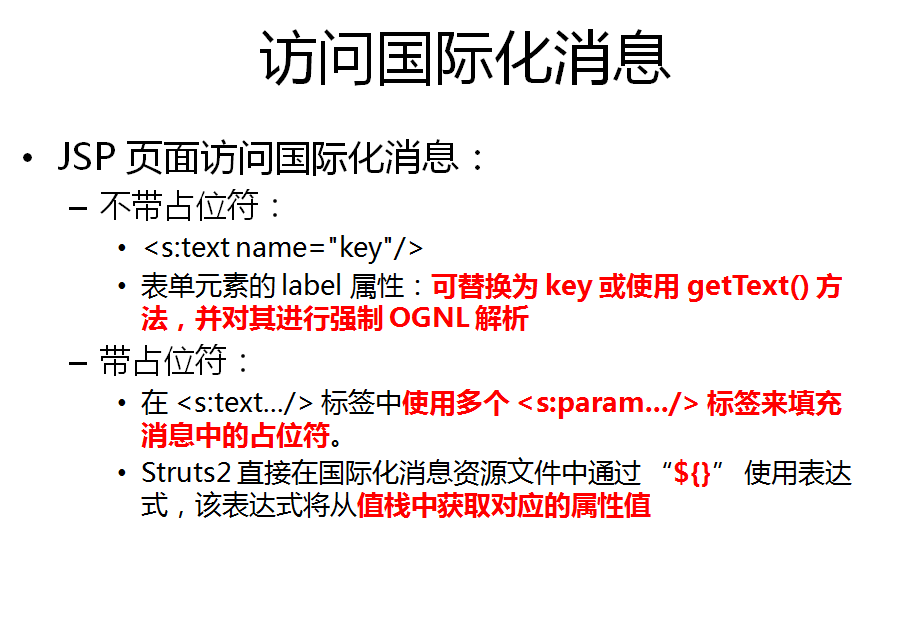 访问国际化消息
• JSP 页面访问国际化消息：
– 不带占位符：
• <s:text name="key"/>
• 表单元素的 label 属性：可替换为 key 或使用 getText() 方
法，并对其进行强制 OGNL 解析
– 带占位符：
• 在 <s:text…/> 标签中使用多个 <s:param…/> 标签来填充
消息中的占位符。
• Struts2 直接在国际化消息资源文件中通过 “${}” 使用表达
式，该表达式将从值栈中获取对应的属性值